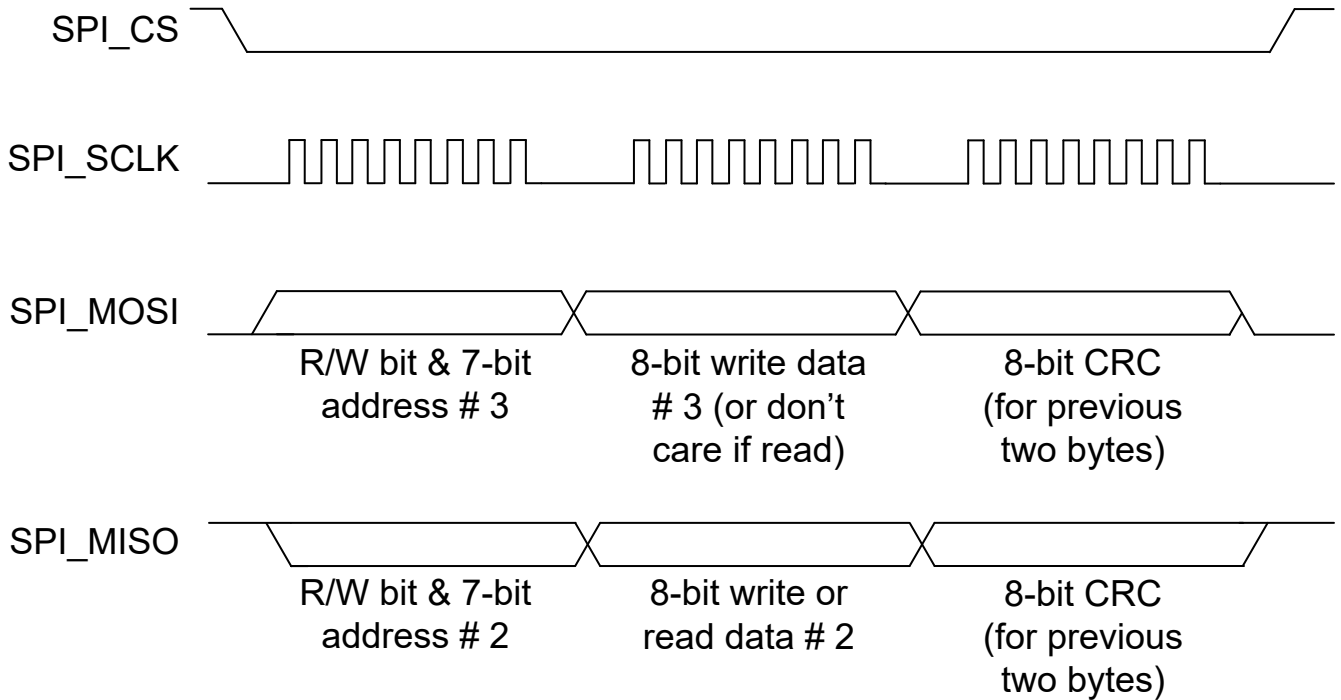 SPI_CS
SPI_SCLK
SPI_MOSI
R/W bit & 7-bit
address # 3
8-bit write data
# 3 (or don’t
care if read)
8-bit CRC
(for previous
two bytes)
SPI_MISO
R/W bit & 7-bit
address # 2
8-bit write or
read data # 2
8-bit CRC
(for previous
two bytes)